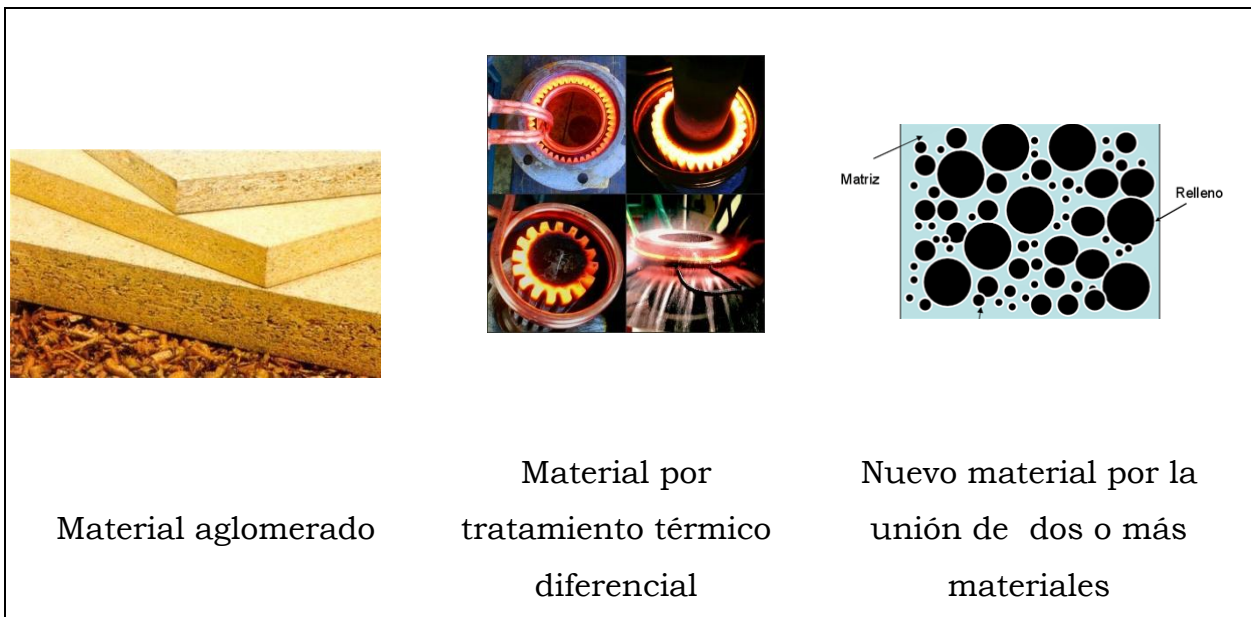 Matriz
Relleno
Material aglomerado
Material por
tratamiento térmico
diferencial
Nuevo material por la
unión de dos o más
materiales